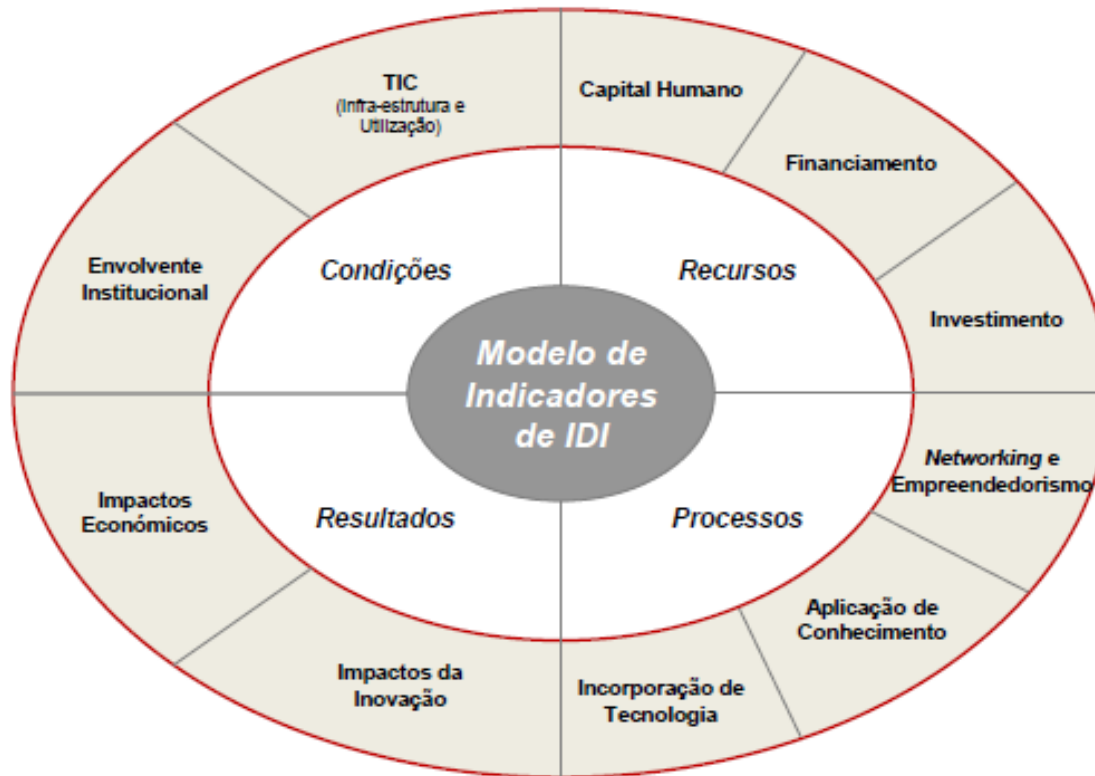 TIC
(Infra-estrutura e
Utilização)
Capital Humano
Financiamento
Envolvente
Institucional
Condições
Recursos
Investimento
Modelo de
Indicadores
de IDI
Networking e
Empreendedorismo
Impactos
Económicos
Resultados
Processos
Aplicação de
Conhecimento
Impactos da
Inovação
Incorporação de
Tecnologia